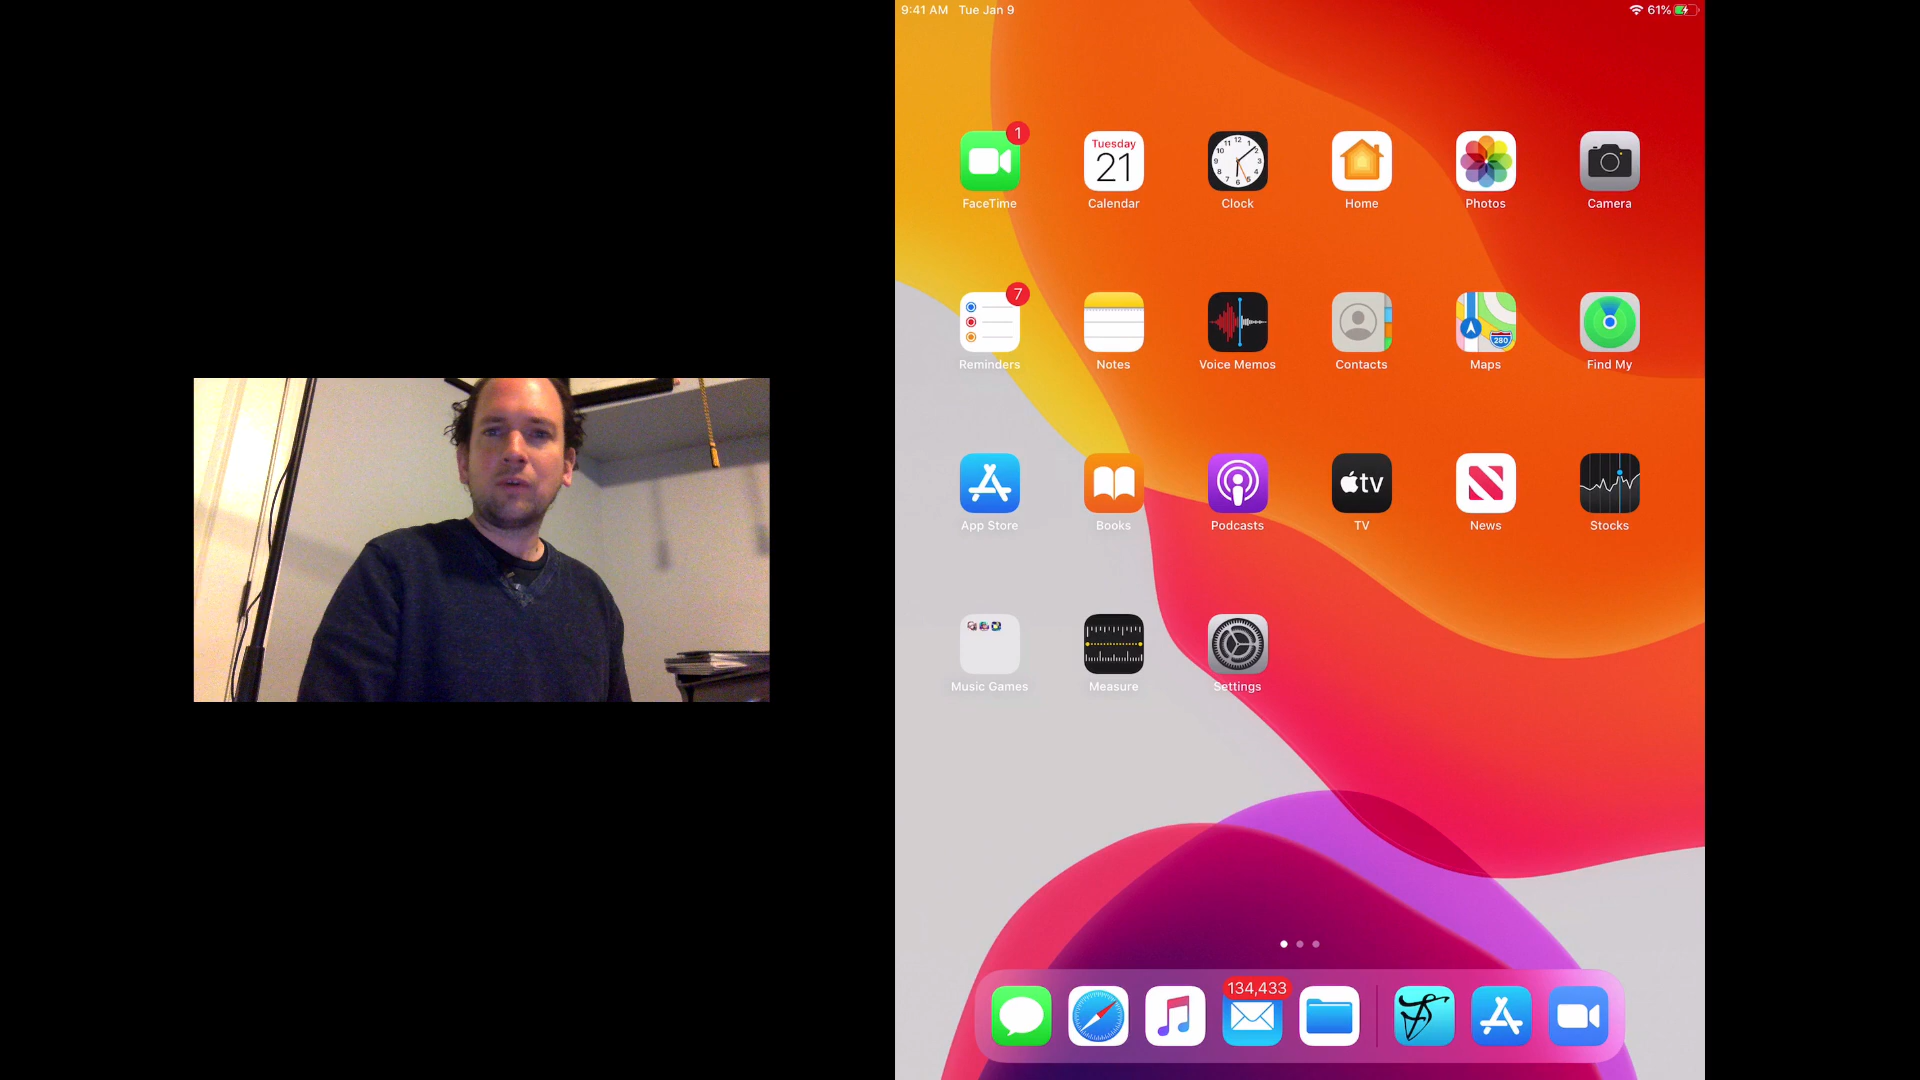 9:41 AM Tue Jan 9 61%
1
Tuesday
21
FaceTime Calendar Clock Home Photos Camera
7
280
Reminders Notes Voice Memos Contacts Maps Find My
tv
App Store Books Podcasts TV News Stocks
Music Games Measure Settings
134,433